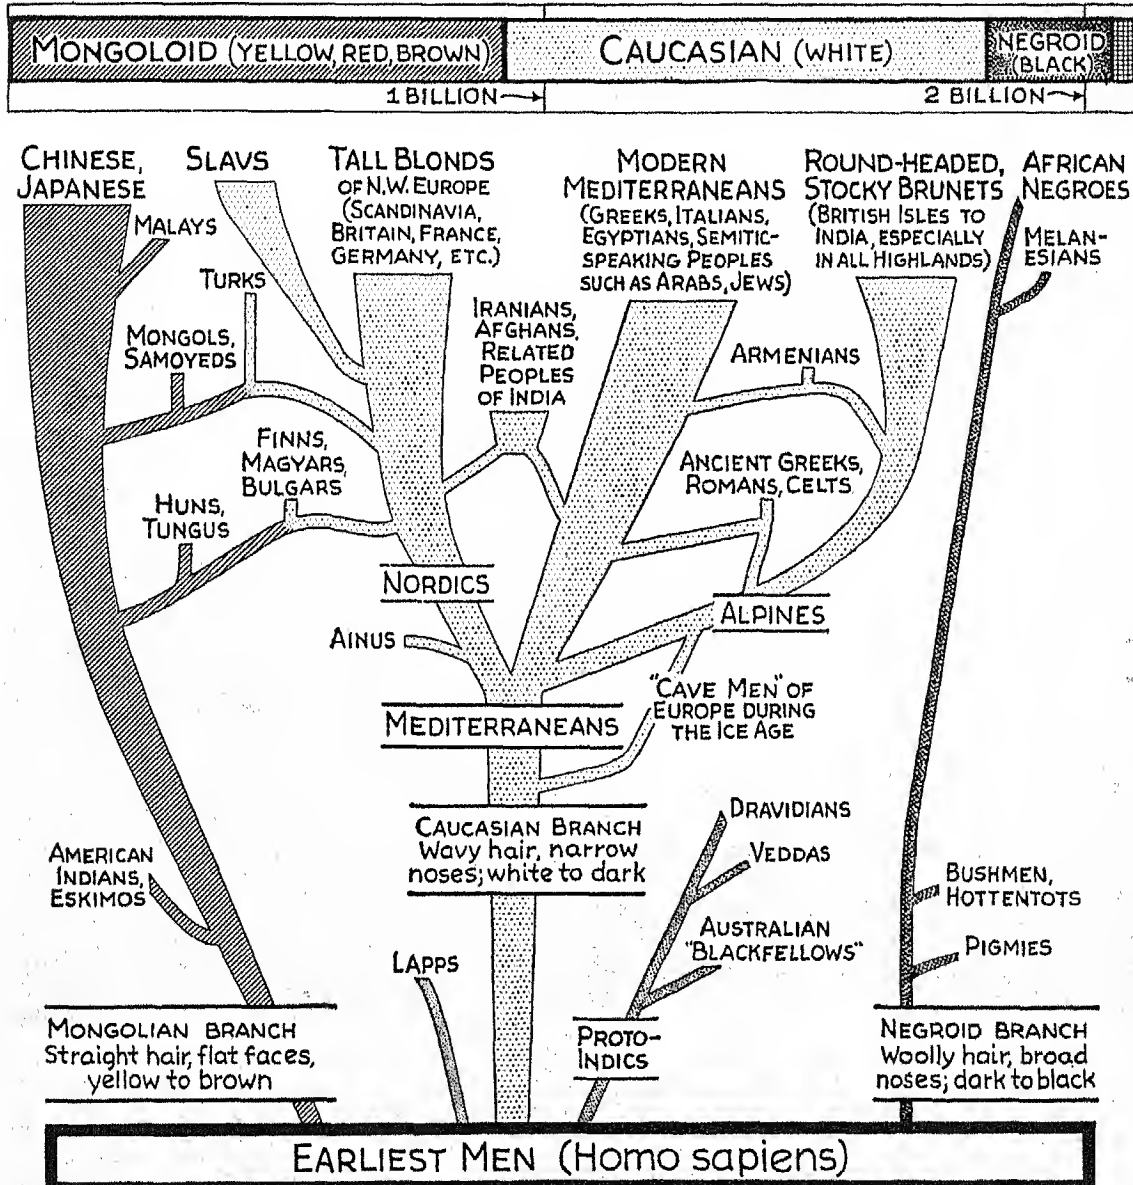 MONGOLOID (YELLOW, RED, BROWN)
CAUCASIAN (WHITE)
NEGROID
(BLACK)
1 BILLION
2 BILLION
CHINESE,
JAPANESE
SLAVS
TALL BLONDS
OF N.W. EUROPE
(SCANDINAVIA,
BRITAIN, FRANCE,
GERMANY, ETC.)
MODERN
MEDITERRANEANS
(GREEKS, ITALIANS,
EGYPTIANS, SEMITIC-
SPEAKING PEOPLES
SUCH AS ARABS, JEWS)
ROUND-HEADED,
STOCKY BRUNETS
(BRITISH ISLES TO
INDIA, ESPECIALLY
IN ALL HIGHLANDS)
AFRICAN
NEGROES
MALAYS
MELAN-
ESIANS
TURKS
IRANIANS,
AFGHANS,
RELATED
PEOPLES
OF INDIA
MONGOLS,
SAMOYEDS
ARMENIANS
FINNS,
MAGYARS,
BULGARS
ANCIENT GREEKS,
ROMANS, CELTS
HUNS,
TUNGUS
NORDICS
ALPINES
AINUS
"CAVE MEN" OF
EUROPE DURING
THE ICE AGE
MEDITERRANEANS
DRAVIDIANS
CAUCASIAN BRANCH
Wavy hair, narrow
noses; white to dark
VEDDAS
AMERICAN
INDIANS,
ESKIMOS
BUSHMEN,
HOTTENTOTS
AUSTRALIAN
"BLACKFELLOWS"
LAPPS
PIGMIES
MONGOLIAN BRANCH
Straight hair, flat faces,
yellow to brown
PROTO-
INDICS
NEGROID BRANCH
Woolly hair, broad
noses; dark to black
EARLIEST MEN (Homo sapiens)